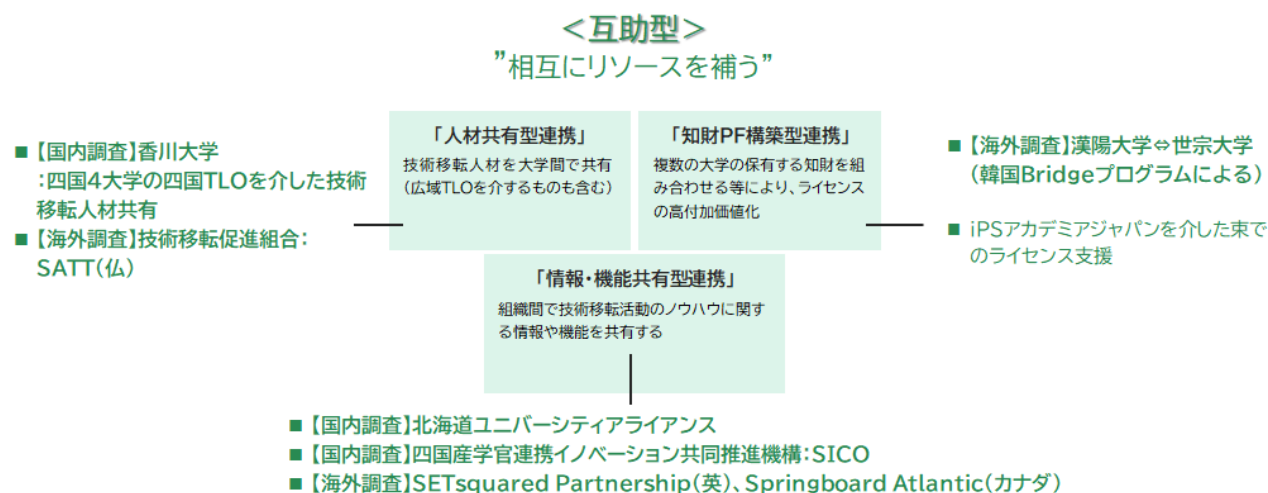 ＜互助型＞
”相互にリソースを補う”
■【国内調査】香川大学
：四国4大学の四国TLOを介した技術
移転人材共有
■【海外調査】技術移転促進組合：
SATT（仏）
「人材共有型連携」
技術移転人材を大学間で共有
（広域TLOを介するものも含む）
「知財PF構築型連携」
複数の大学の保有する知財を組
み合わせる等により、ライセンス
の高付加価値化
■【海外調査】漢陽大学⇔世宗大学
（韓国Bridgeプログラムによる）
■ iPSアカデミアジャパンを介した束で
のライセンス支援
「情報・機能共有型連携」
組織間で技術移転活動のノウハウに関す
る情報や機能を共有する
■【国内調査】北海道ユニバーシティアライアンス
■【国内調査】四国産学官連携イノベーション共同推進機構：SICO
■【海外調査】SETsquared Partnership（英）、Springboard Atlantic（カナダ）